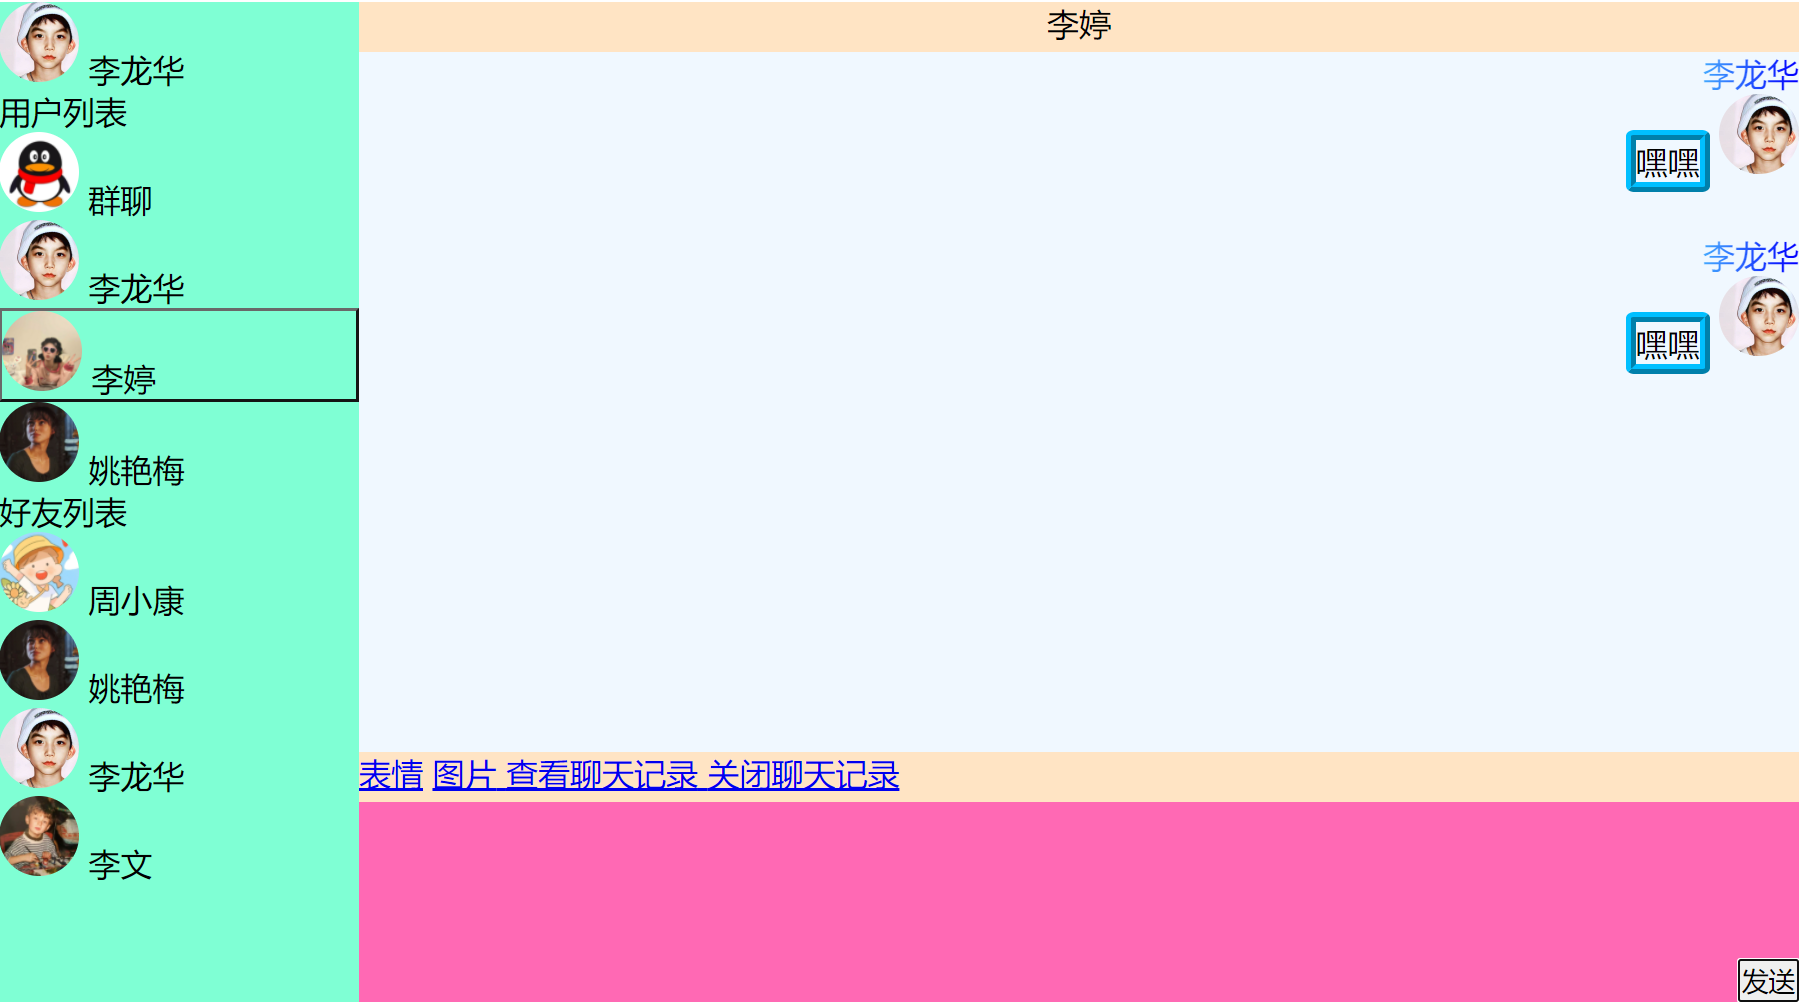 李龙华
用户列表
群聊
李龙华
李婷
姚艳梅
好友列表
周小康
姚艳梅
李龙华
李文
李婷
李龙华
嘿嘿
李龙华
嘿嘿
表情 图片 查看聊天记录 关闭聊天记录
发送